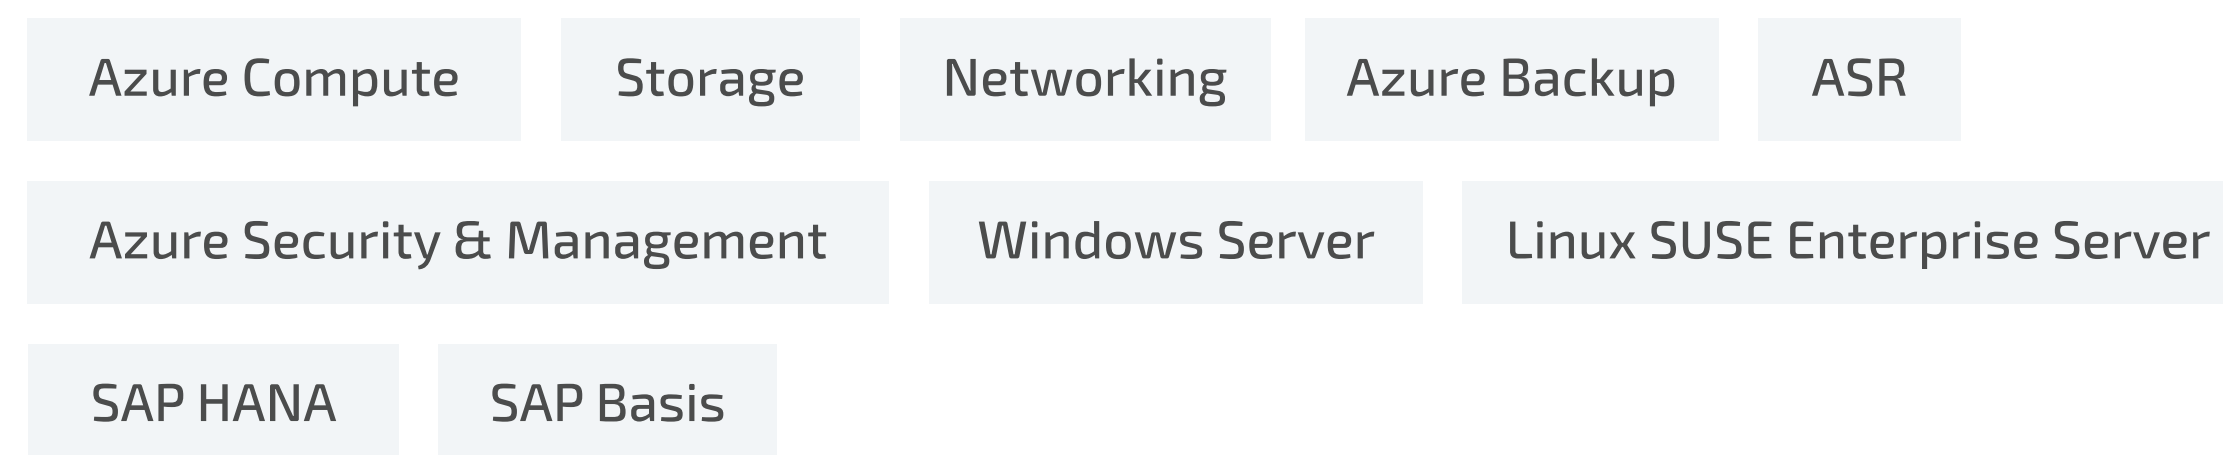 Azure Compute Storage Networking Azure Backup ASR
Azure Security & Management Windows Server Linux SUSE Enterprise Server
SAP HANA SAP Basis